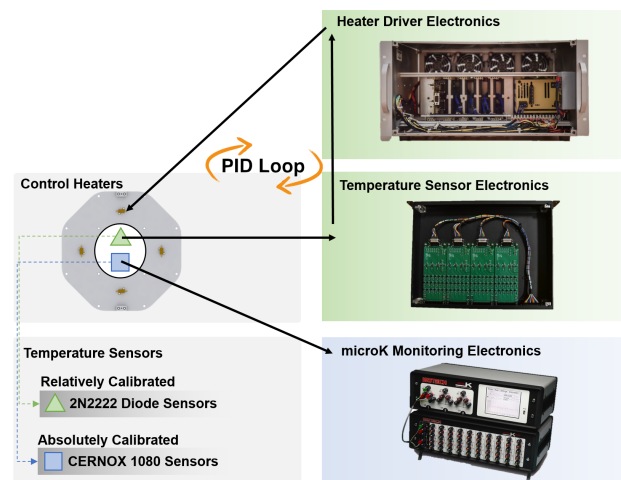 Heater Driver Electronics
PID Loop
Control Heaters
Temperature Sensor Electronics
Temperature Sensors
Relatively Calibrated
2N2222 Diode Sensors
Absolutely Calibrated
CERNOX 1080 Sensors
microK Monitoring Electronics